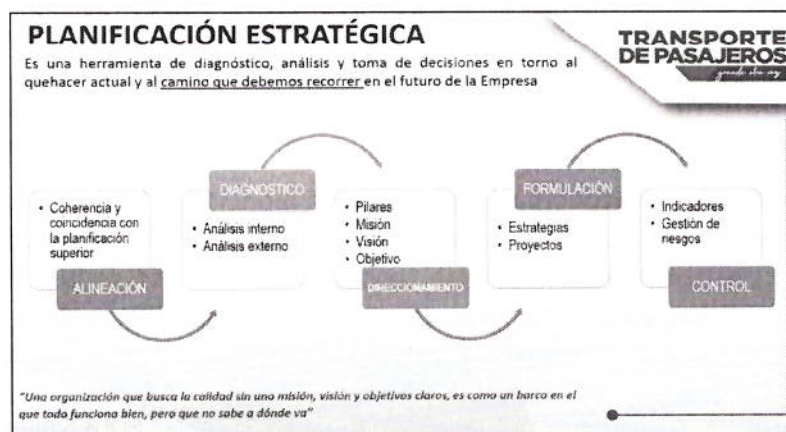 PLANIFICACIÓN ESTRATÉGICA
Es una herramienta de diagnóstico, análisis y toma de decisiones en torno al
quehacer actual y al camino que debemos recorrer en el futuro de la Empresa
TRANSPORTE
DE PASAJEROS
• Coherencia y
coincidencia con
la planificación
superior
ALINEACIÓN
DIAGNÓSTICO
• Análisis interno
• Análisis externo
• Pilares
• Misión
• Visión
• Objetivo
DIRECCIONAMIENTO
FORMULACIÓN
• Estrategias
• Proyectos
• Indicadores
• Gestión de
riesgos
CONTROL
"Una organización que busca la calidad sin una misión, visión y objetivos claros, es como un barco en el
que todo funciona bien, pero que no sabe a dónde va"